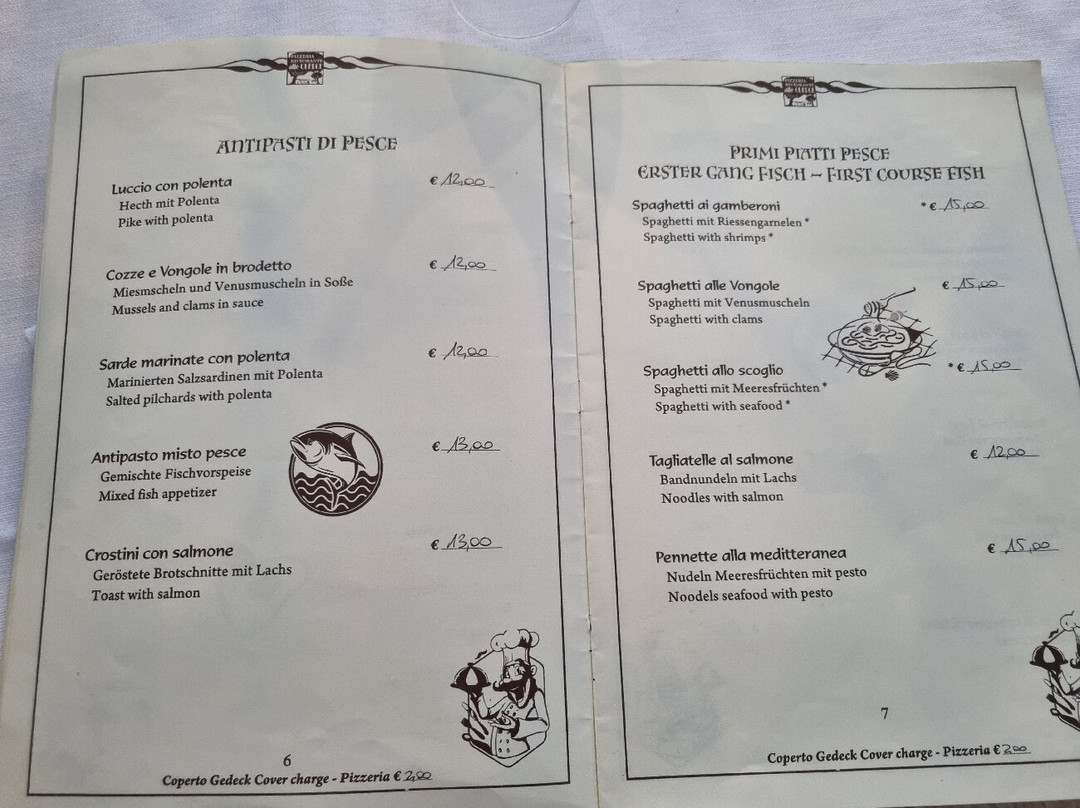 PIZZERIA
RISTORANTE
ANTIPASTI DI PESCE
Luccio con polenta € 12,00
Hecth mit Polenta
Pike with polenta
Cozze e Vongole in brodetto € 12,00
Miesmscheln und Venusmuscheln in Soße
Mussels and clams in sauce
Sarde marinate con polenta € 12,00
Marinierten Salzsardinen mit Polenta
Salted pilchards with polenta
Antipasto misto pesce € 13,00
Gemischte Fischvorspeise
Mixed fish appetizer
Crostini con salmone € 13,00
Geröstete Brotschnitte mit Lachs
Toast with salmon
6
Coperto Gedeck Cover charge - Pizzeria € 2,00
PIZZERIA
RISTORANTE
PRIMI PIATTI PESCE
ERSTER GANG FISCH – FIRST COURSE FISH
Spaghetti ai gamberoni * € 15,00
Spaghetti mit Riessengarnelen *
Spaghetti with shrimps *
Spaghetti alle Vongole € 15,00
Spaghetti mit Venusmuscheln
Spaghetti with clams
Spaghetti allo scoglio * € 15,00
Spaghetti mit Meeresfrüchten *
Spaghetti with seafood *
Tagliatelle al salmone € 12,00
Bandnundeln mit Lachs
Noodles with salmon
Pennette alla meditteranea € 15,00
Nudeln Meeresfrüchten mit pesto
Noodels seafood with pesto
7
Coperto Gedeck Cover charge - Pizzeria € 2,00